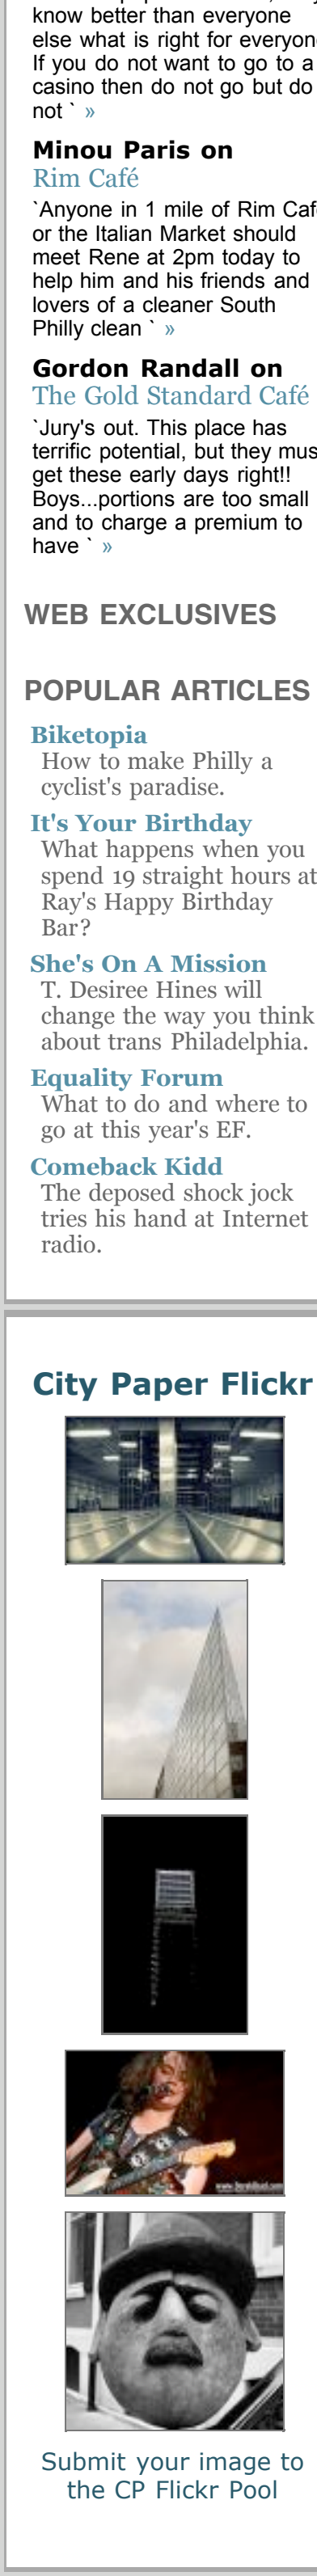 know better than everyone
else what is right for everyon
If you do not want to go to a
casino then do not go but do
not ` »
Minou Paris on
Rim Café
`Anyone in 1 mile of Rim Caf
or the Italian Market should
meet Rene at 2pm today to
help him and his friends and
lovers of a cleaner South
Philly clean ` »
Gordon Randall on
The Gold Standard Café
`Jury's out. This place has
terrific potential, but they mus
get these early days right!!
Boys...portions are too small
and to charge a premium to
have ` »
WEB EXCLUSIVES
POPULAR ARTICLES
Biketopia
How to make Philly a
cyclist's paradise.
It's Your Birthday
What happens when you
spend 19 straight hours at
Ray's Happy Birthday
Bar?
She's On A Mission
T. Desiree Hines will
change the way you think
about trans Philadelphia.
Equality Forum
What to do and where to
go at this year's EF.
Comeback Kidd
The deposed shock jock
tries his hand at Internet
radio.
City Paper Flickr
Submit your image to
the CP Flickr Pool